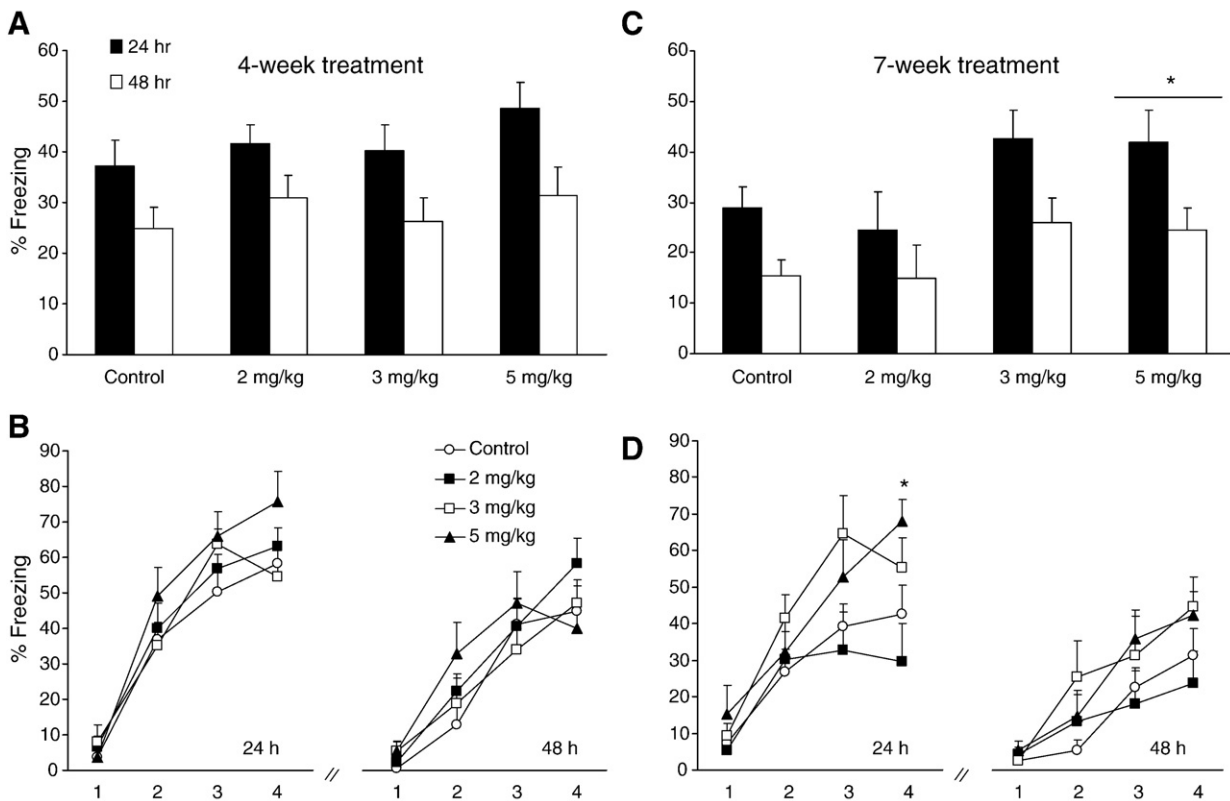 A
24 hr
48 hr
4-week treatment
% Freezing
60
50
40
30
20
10
0
Control
2 mg/kg
3 mg/kg
5 mg/kg
C
7-week treatment
*
60
50
40
30
20
10
0
Control
2 mg/kg
3 mg/kg
5 mg/kg
B
Control
2 mg/kg
3 mg/kg
5 mg/kg
% Freezing
90
80
70
60
50
40
30
20
10
0
24 h
48 h
1 2 3 4 // 1 2 3 4
D
*
90
80
70
60
50
40
30
20
10
0
24 h
48 h
1 2 3 4 // 1 2 3 4